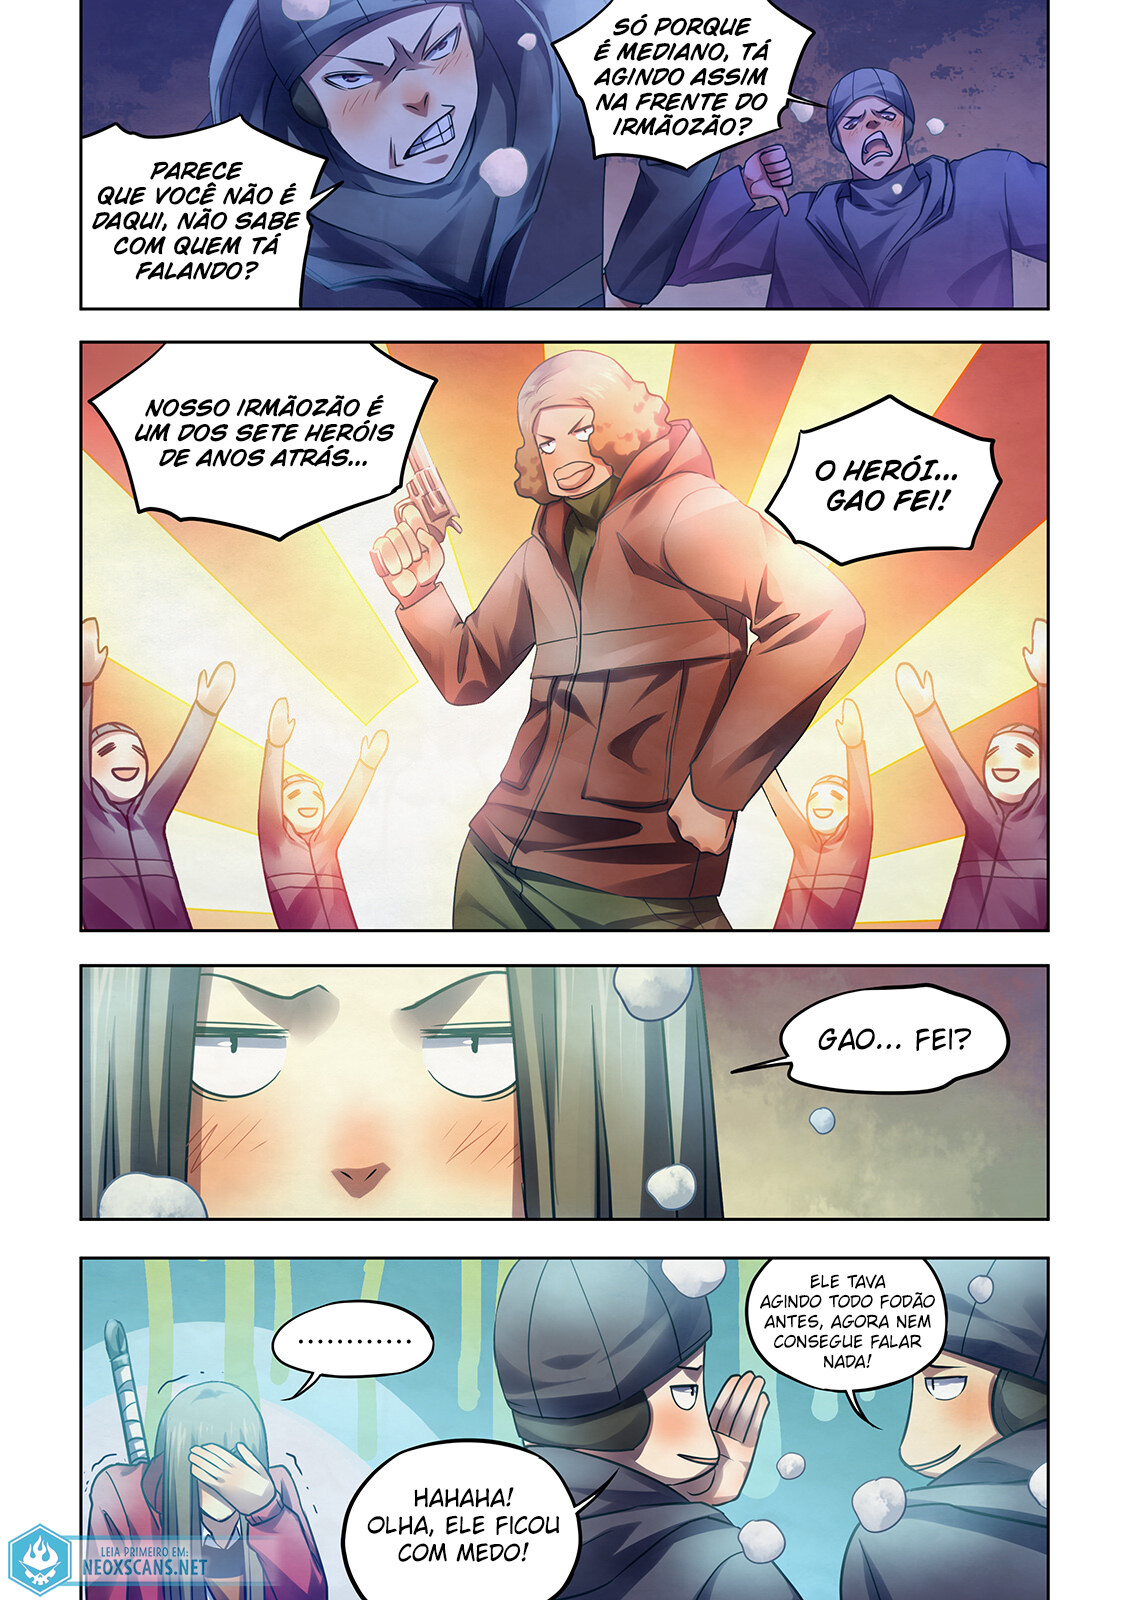 SÓ PORQUE
É MEDIANO, TÁ
AGINDO ASSIM
NA FRENTE DO
IRMÃOZÃO?
PARECE
QUE VOCÊ NÃO É
DAQUI, NÃO SABE
COM QUEM TÁ
FALANDO?
NOSSO IRMÃOZÃO É
UM DOS SETE HERÓIS
DE ANOS ATRÁS...
O HERÓI...
GAO FEI!
GAO... FEI?
ELE TAVA
AGINDO TODO FODÃO
ANTES, AGORA NEM
CONSEGUE FALAR
NADA!
............
HAHAHA!
OLHA, ELE FICOU
COM MEDO!
LEIA PRIMEIRO EM:
NEOXSCANS.NET